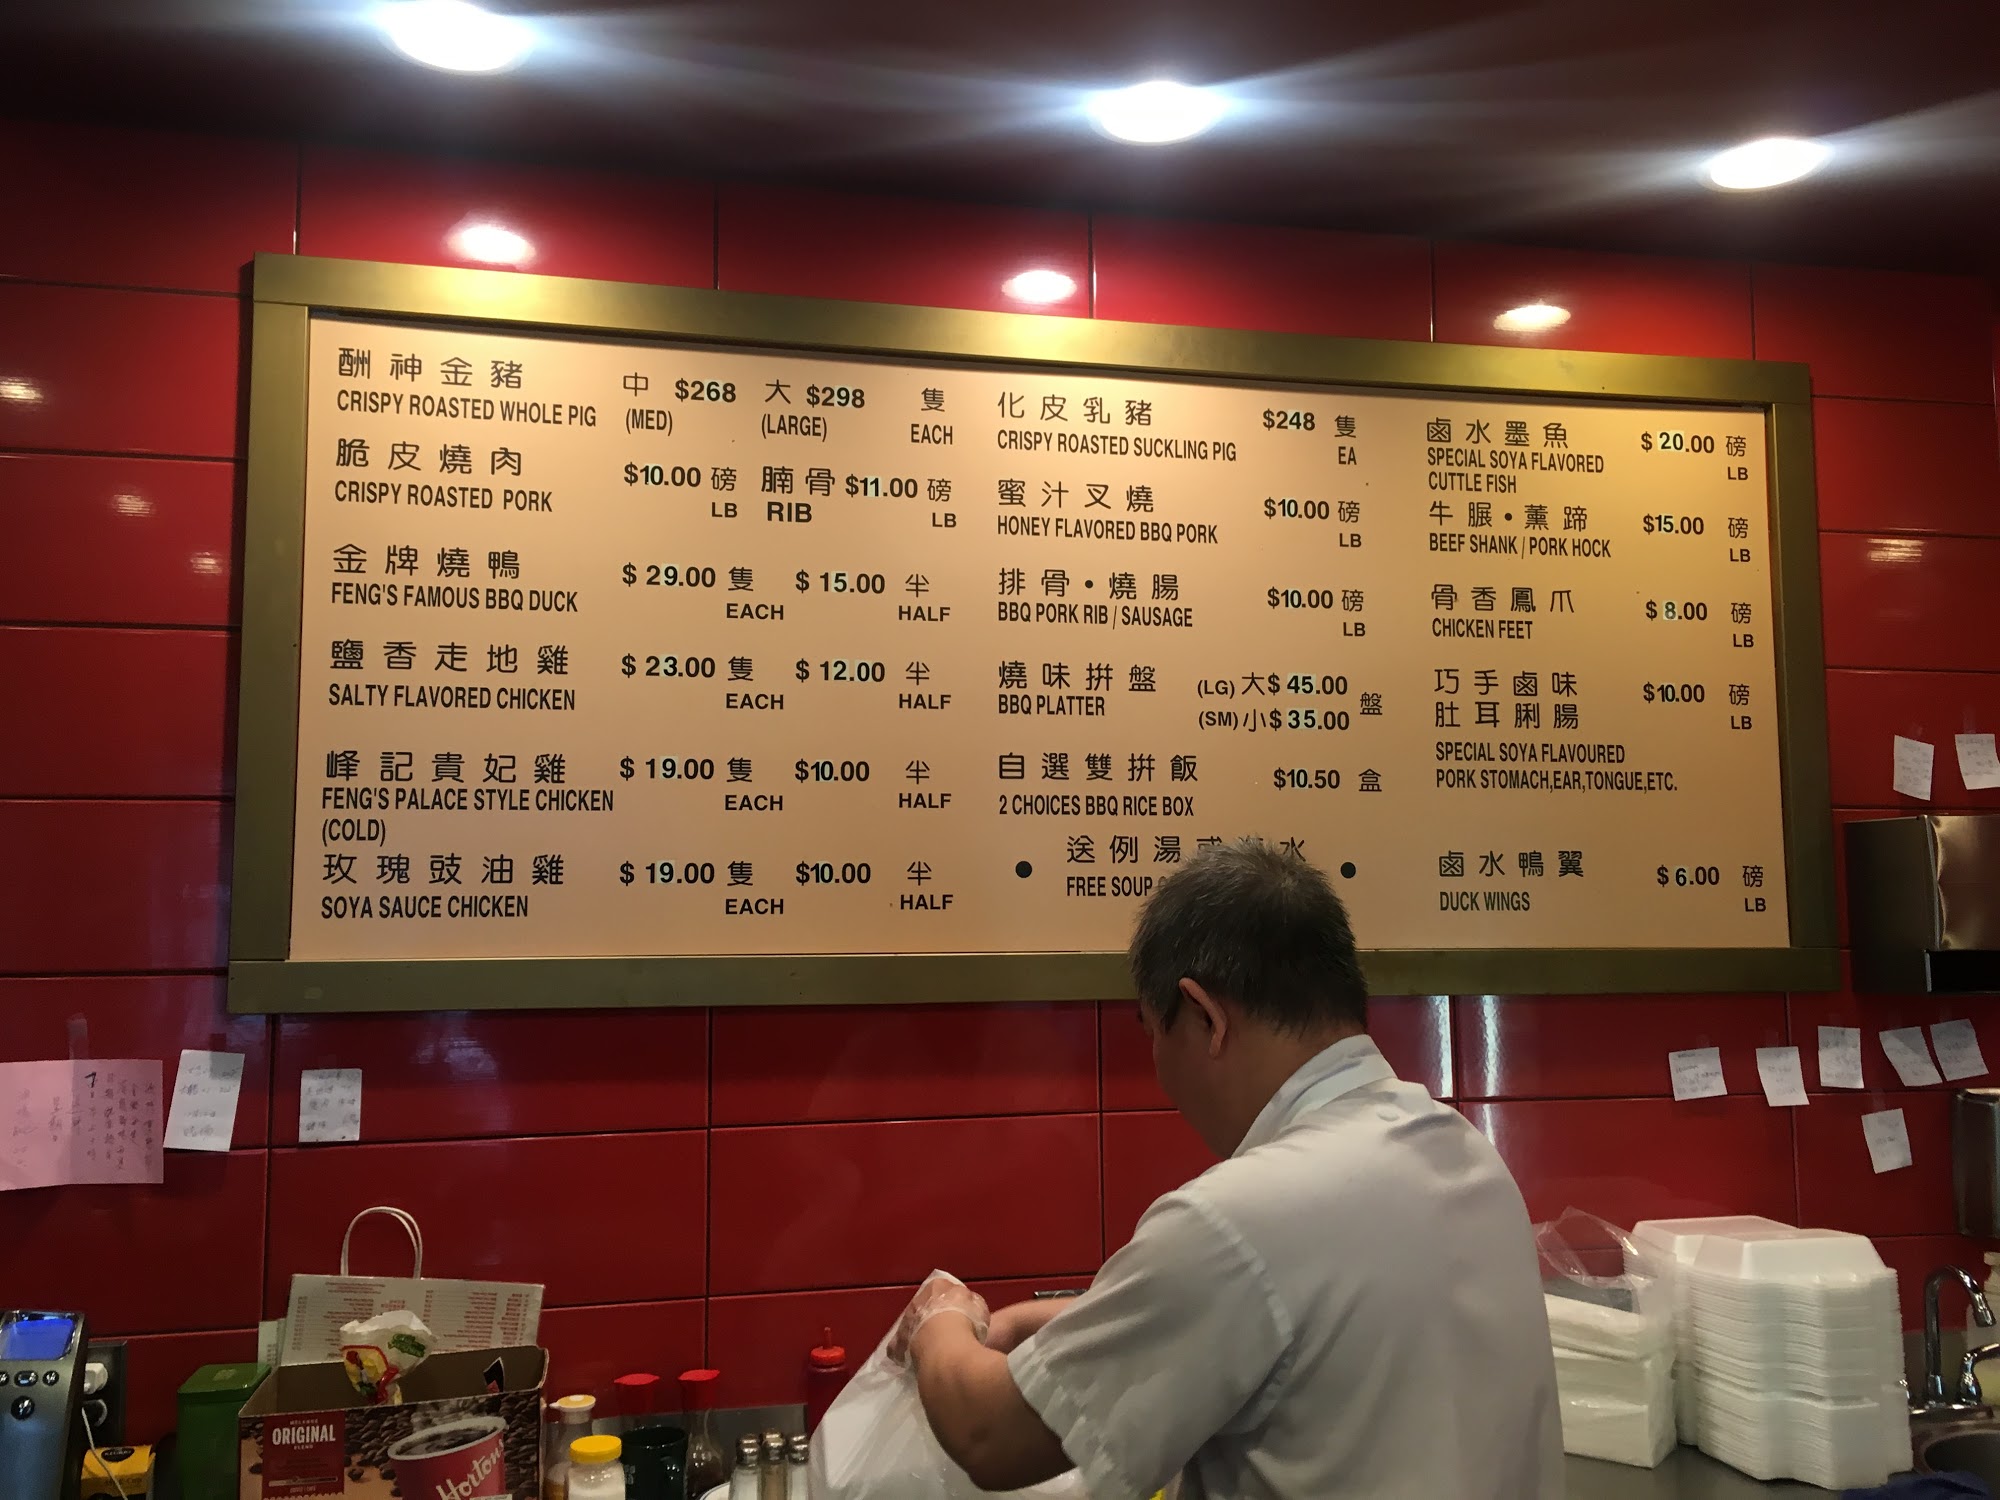 酬神金豬 中 $268 大 $298 隻
CRISPY ROASTED WHOLE PIG (MED) (LARGE) EACH
脆皮燒肉 $10.00 磅 腩骨 $11.00 磅
CRISPY ROASTED PORK LB RIB LB
金牌燒鴨 $ 29.00 隻 $ 15.00 半
FENG'S FAMOUS BBQ DUCK EACH HALF
鹽香走地雞 $ 23.00 隻 $ 12.00 半
SALTY FLAVORED CHICKEN EACH HALF
峰記貴妃雞 $ 19.00 隻 $10.00 半
FENG'S PALACE STYLE CHICKEN EACH HALF
(COLD)
玫瑰豉油雞 $ 19.00 隻 $10.00 半
SOYA SAUCE CHICKEN EACH HALF
化皮乳豬 $248 隻
CRISPY ROASTED SUCKLING PIG EA
蜜汁叉燒 $10.00 磅
HONEY FLAVORED BBQ PORK LB
排骨•燒腸 $10.00 磅
BBQ PORK RIB / SAUSAGE LB
燒味拼盤 (LG) 大 $ 45.00 盤
BBQ PLATTER (SM) 小 $ 35.00
自選雙拼飯 $10.50 盒
2 CHOICES BBQ RICE BOX
• 送例湯或 水 •
FREE SOUP
鹵水墨魚 $ 20.00 磅
SPECIAL SOYA FLAVORED LB
CUTTLE FISH
牛腒•薰蹄 $15.00 磅
BEEF SHANK / PORK HOCK LB
骨香鳳爪 $ 8.00 磅
CHICKEN FEET LB
巧手鹵味 $10.00 磅
肚耳脷腸 LB
SPECIAL SOYA FLAVOURED
PORK STOMACH,EAR,TONGUE,ETC.
鹵水鴨翼 $ 6.00 磅
DUCK WINGS LB
ORIGINAL
BLEND
Hortons